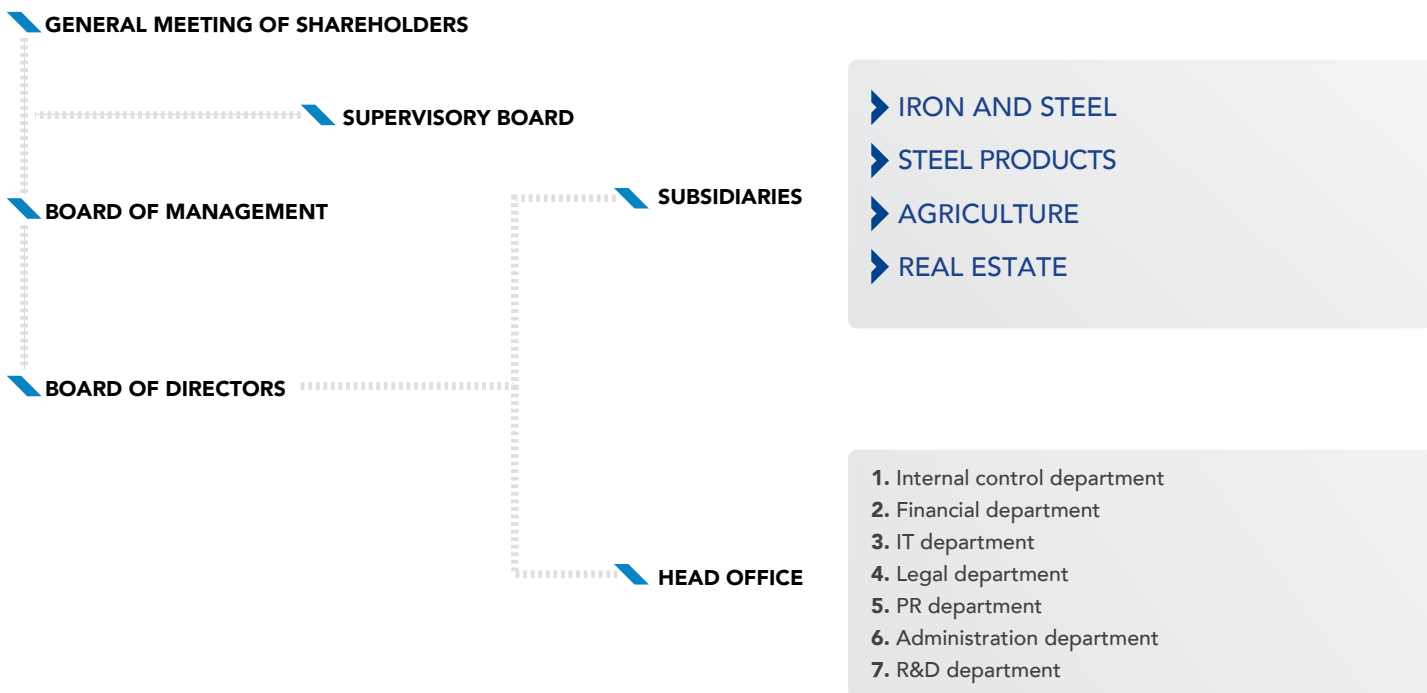 GENERAL MEETING OF SHAREHOLDERS
SUPERVISORY BOARD
BOARD OF MANAGEMENT
BOARD OF DIRECTORS
SUBSIDIARIES
IRON AND STEEL
STEEL PRODUCTS
AGRICULTURE
REAL ESTATE
HEAD OFFICE
1. Internal control department
2. Financial department
3. IT department
4. Legal department
5. PR department
6. Administration department
7. R&D department